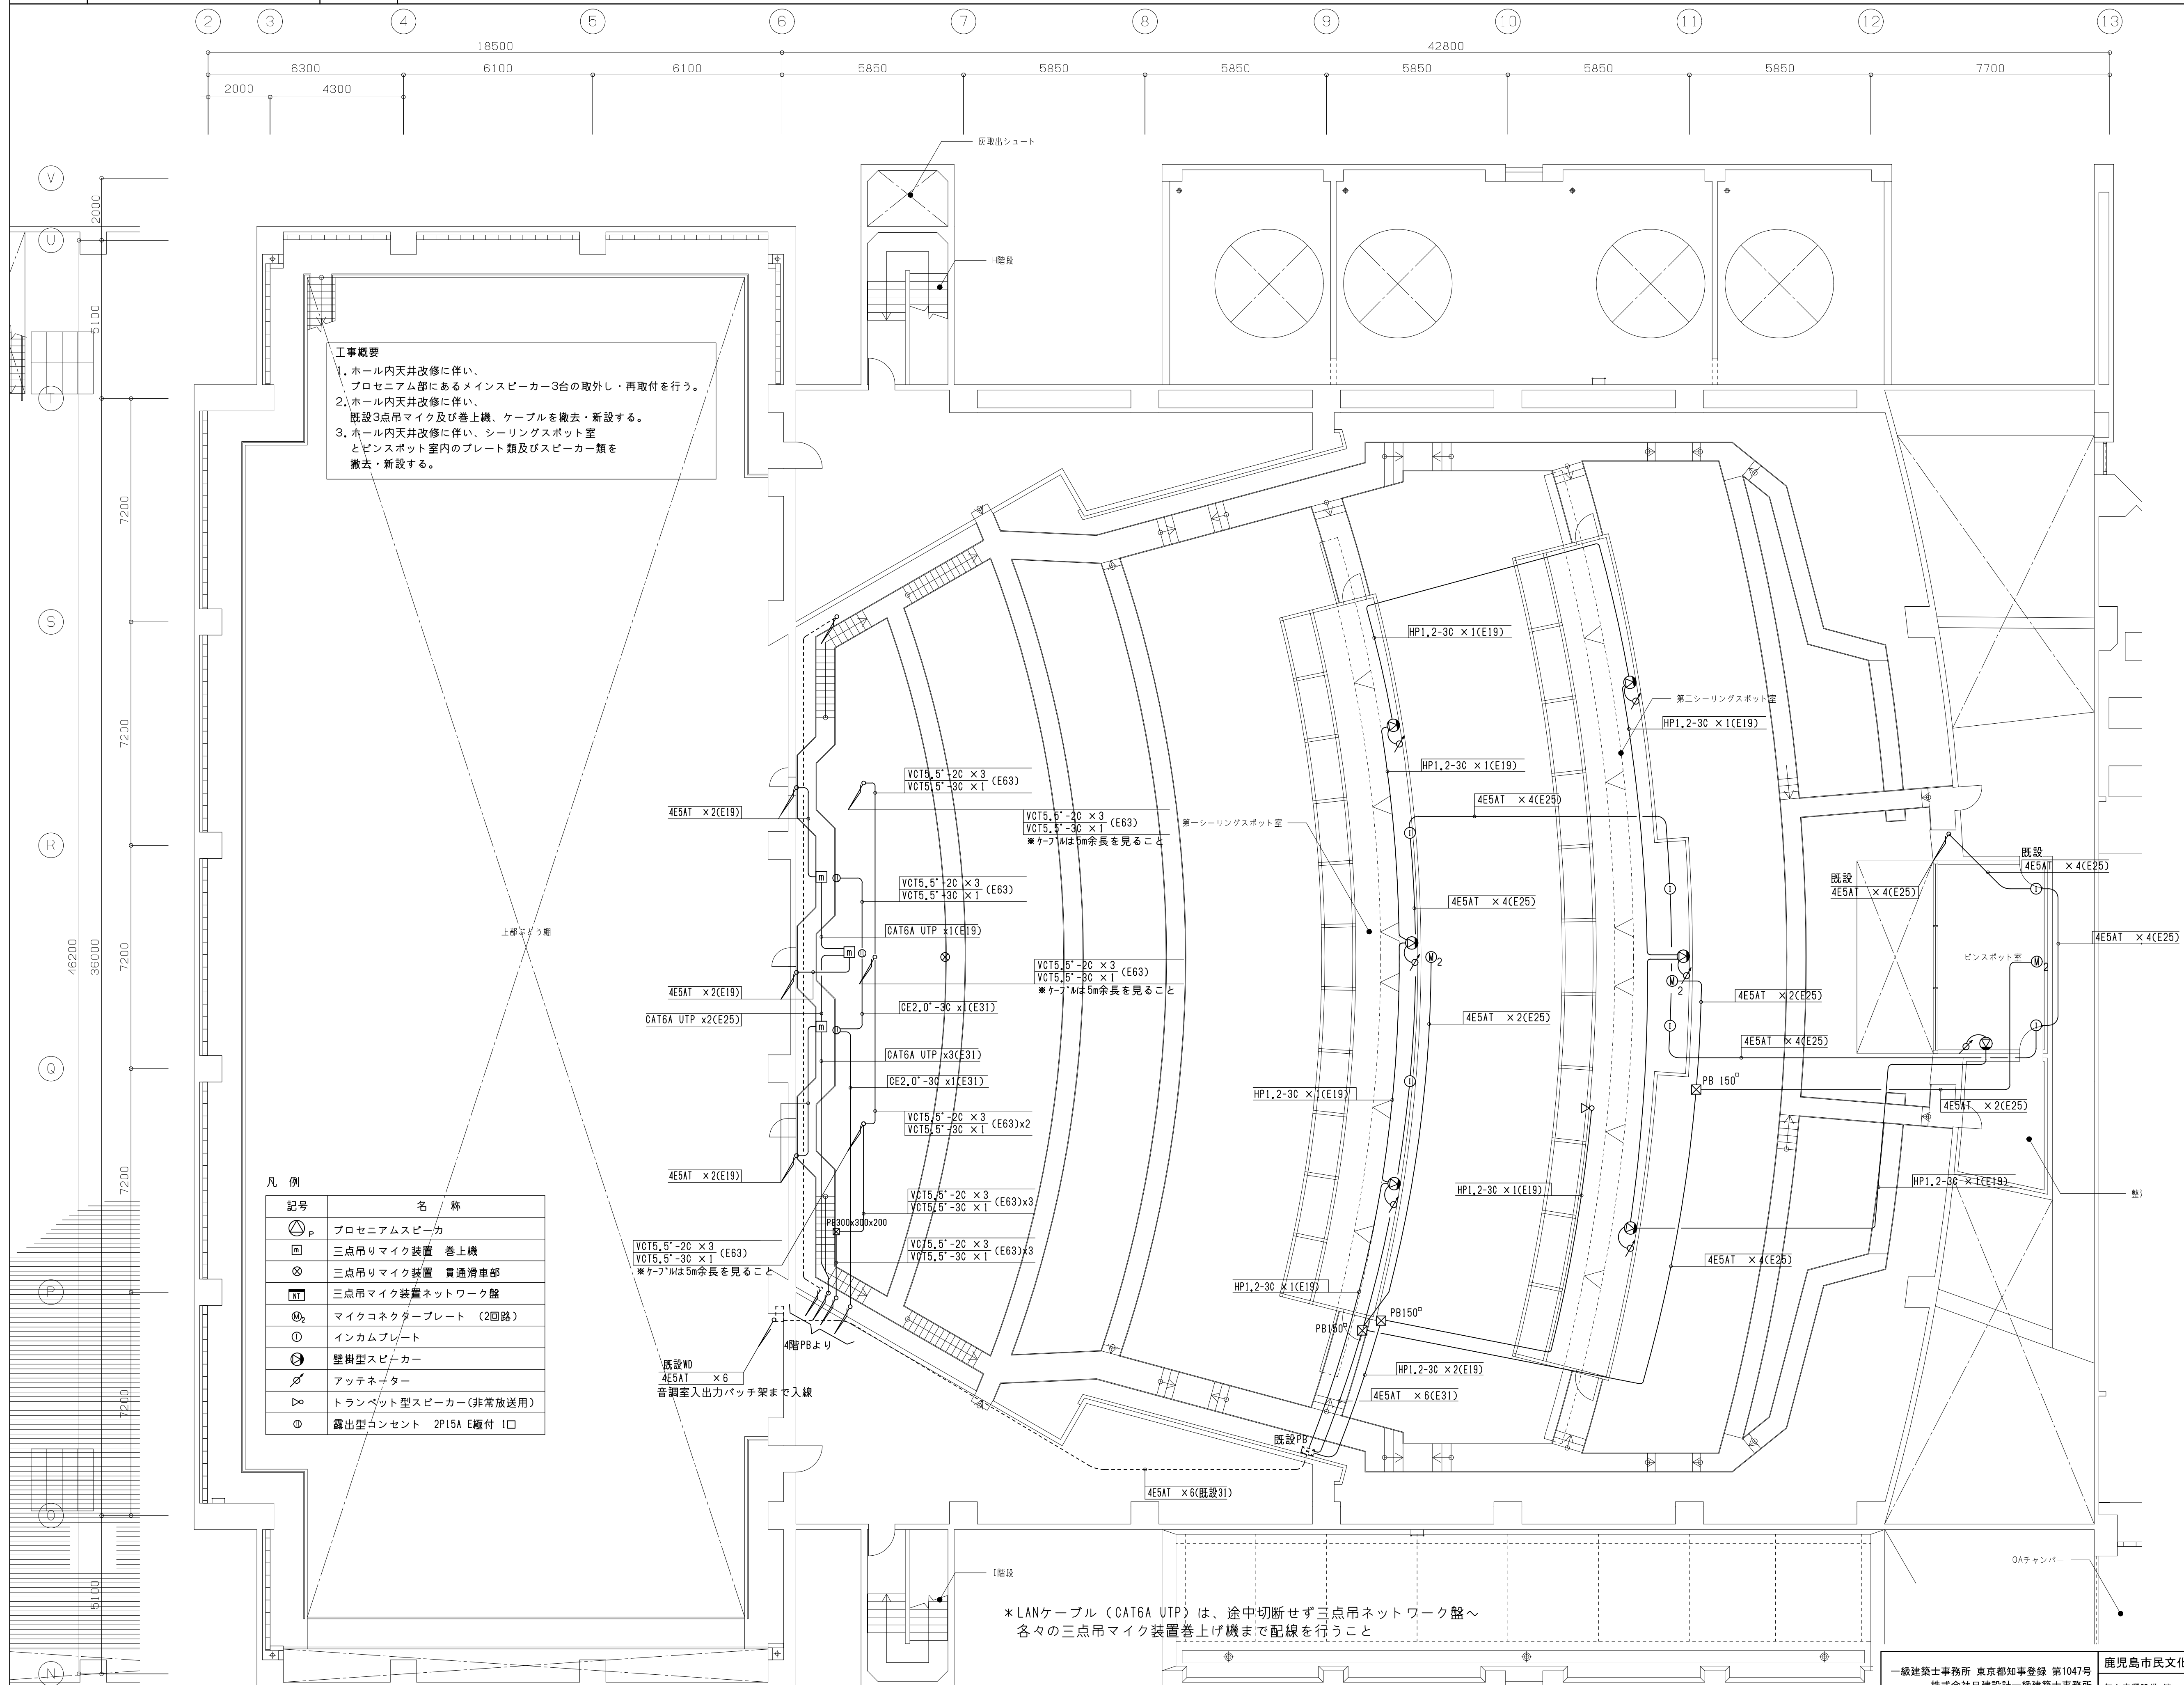 2 3 4 5 6 7 8 9 10 11 12 13
18500 42800
6300 6100 6100 5850 5850 5850 5850 5850 5850 7700
2000 4300
灰取出シュート
V
2000
U
H階段
5100
工事概要
1. ホール内天井改修に伴い、
プロセニアム部にあるメインスピーカー3台の取外し・再取付を行う。
2. ホール内天井改修に伴い、
既設3点吊マイク及び巻上機、ケーブルを撤去・新設する。
3. ホール内天井改修に伴い、シーリングスポット室
とピンスポット室内のプレート類及びスピーカー類を
撤去・新設する。
T
7200
S
HP1.2-3C ×1(E19)
第二シーリングスポット室
HP1.2-3C ×1(E19)
7200
HP1.2-3C ×1(E19)
VCT5.5゜-2C ×3
VCT5.5゜-3C ×1 (E63)
4E5AT ×4(E25)
4E5AT ×2(E19)
VCT5.5゜-2C ×3
VCT5.5゜-3C ×1 (E63)
※ケーブルは5m余長を見ること
第一シーリングスポット室
R
既設
4E5AT ×4(E25)
既設
4E5AT ×4(E25)
VCT5.5゜-2C ×3
VCT5.5゜-3C ×1 (E63)
m
4E5AT ×4(E25)
CAT6A UTP x1(E19)
上部ぶどう棚
4E5AT ×4(E25)
46200
36000
7200
m
M2
ピンスポット室
M2
VCT5.5゜-2C ×3
VCT5.5゜-3C ×1 (E63)
※ケーブルは5m余長を見ること
M2
4E5AT ×2(E19)
4E5AT ×2(E25)
CE2.0゜-3C x1(E31)
CAT6A UTP x2(E25)
m
4E5AT ×2(E25)
4E5AT ×4(E25)
CAT6A UTP x3(E31)
Q
CE2.0゜-3C x1(E31)
PB 150□
HP1.2-3C ×1(E19)
4E5AT ×2(E25)
VCT5.5゜-2C ×3
VCT5.5゜-3C ×1 (E63)x2
7200
4E5AT ×2(E19)
凡 例
HP1.2-3C ×1(E19)
HP1.2-3C ×1(E19)
整
VCT5.5゜-2C ×3
VCT5.5゜-3C ×1 (E63)x3
PB300x300x200
VCT5.5゜-2C ×3
VCT5.5゜-3C ×1 (E63)
※ケーブルは5m余長を見ること
VCT5.5゜-2C ×3
VCT5.5゜-3C ×1 (E63)x3
4E5AT ×4(E25)
記号 名 称
P プロセニアムスピーカ
m 三点吊りマイク装置 巻上機
三点吊りマイク装置 貫通滑車部
NT 三点吊マイク装置ネットワーク盤
M2 マイクコネクタープレート (2回路)
I インカムプレート
壁掛型スピーカー
アッテネーター
トランペット型スピーカー(非常放送用)
露出型コンセント 2P15A E極付 1口
P
HP1.2-3C ×1(E19)
PB150□
PB150□
4階PBより
既設WD
4E5AT ×6
音調室入出力パッチ架まで入線
HP1.2-3C ×2(E19)
4E5AT ×6(E31)
7200
既設PB
4E5AT ×6(既設31)
O
OAチャンバー
I階段
5100
＊LANケーブル（CAT6A UTP）は、途中切断せず三点吊ネットワーク盤～
各々の三点吊マイク装置巻上げ機まで配線を行うこと
N
一級建築士事務所 東京都知事登録 第1047号
株式会社日建設計一級建築士事務所
鹿児島市民文化